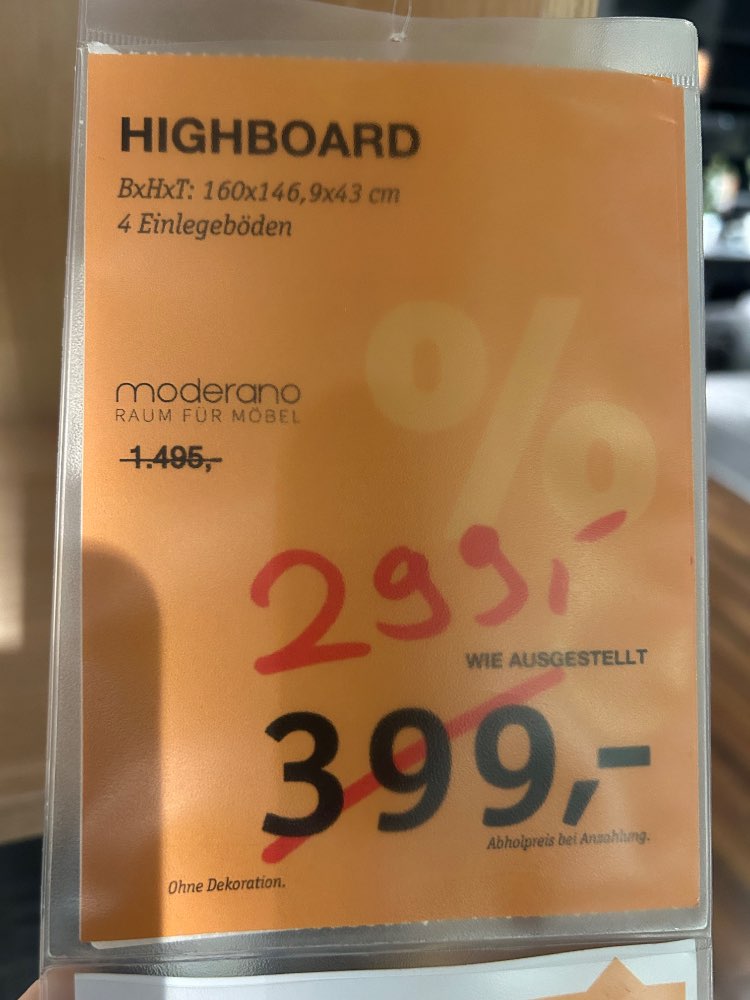 HIGHBOARD
BxHxT: 160x146,9x43 cm
4 Einlegeböden
%
moderano
RAUM FÜR MÖBEL
1.495,-
299,-
WIE AUSGESTELLT
399,-
Abholpreis bei Anzahlung.
Ohne Dekoration.